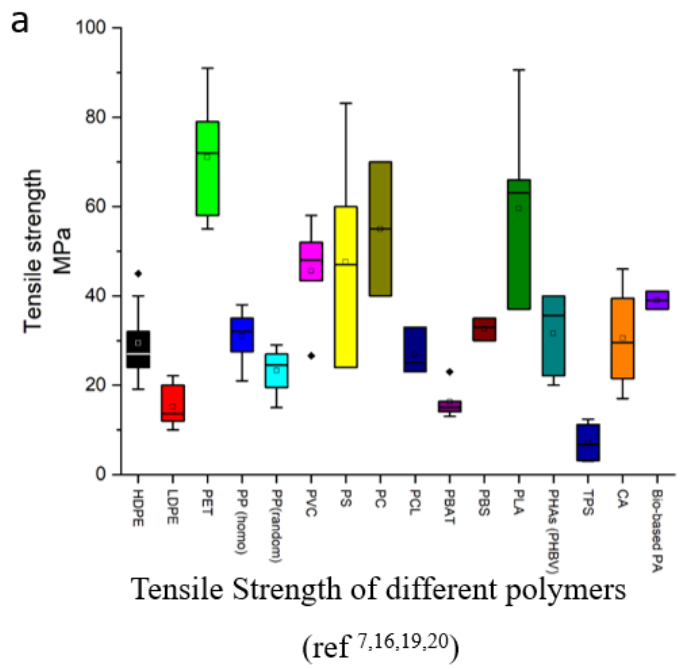 a
100
80
60
40
20
0
Tensile strength
MPa
HDPE
LDPE
PET
PP (homo)
PP(random)
PVC
PS
PC
PCL
PBAT
PBS
PLA
PHAs (PHBV)
TPS
CA
Bio-based PA
Tensile Strength of different polymers
(ref 7,16,19,20)